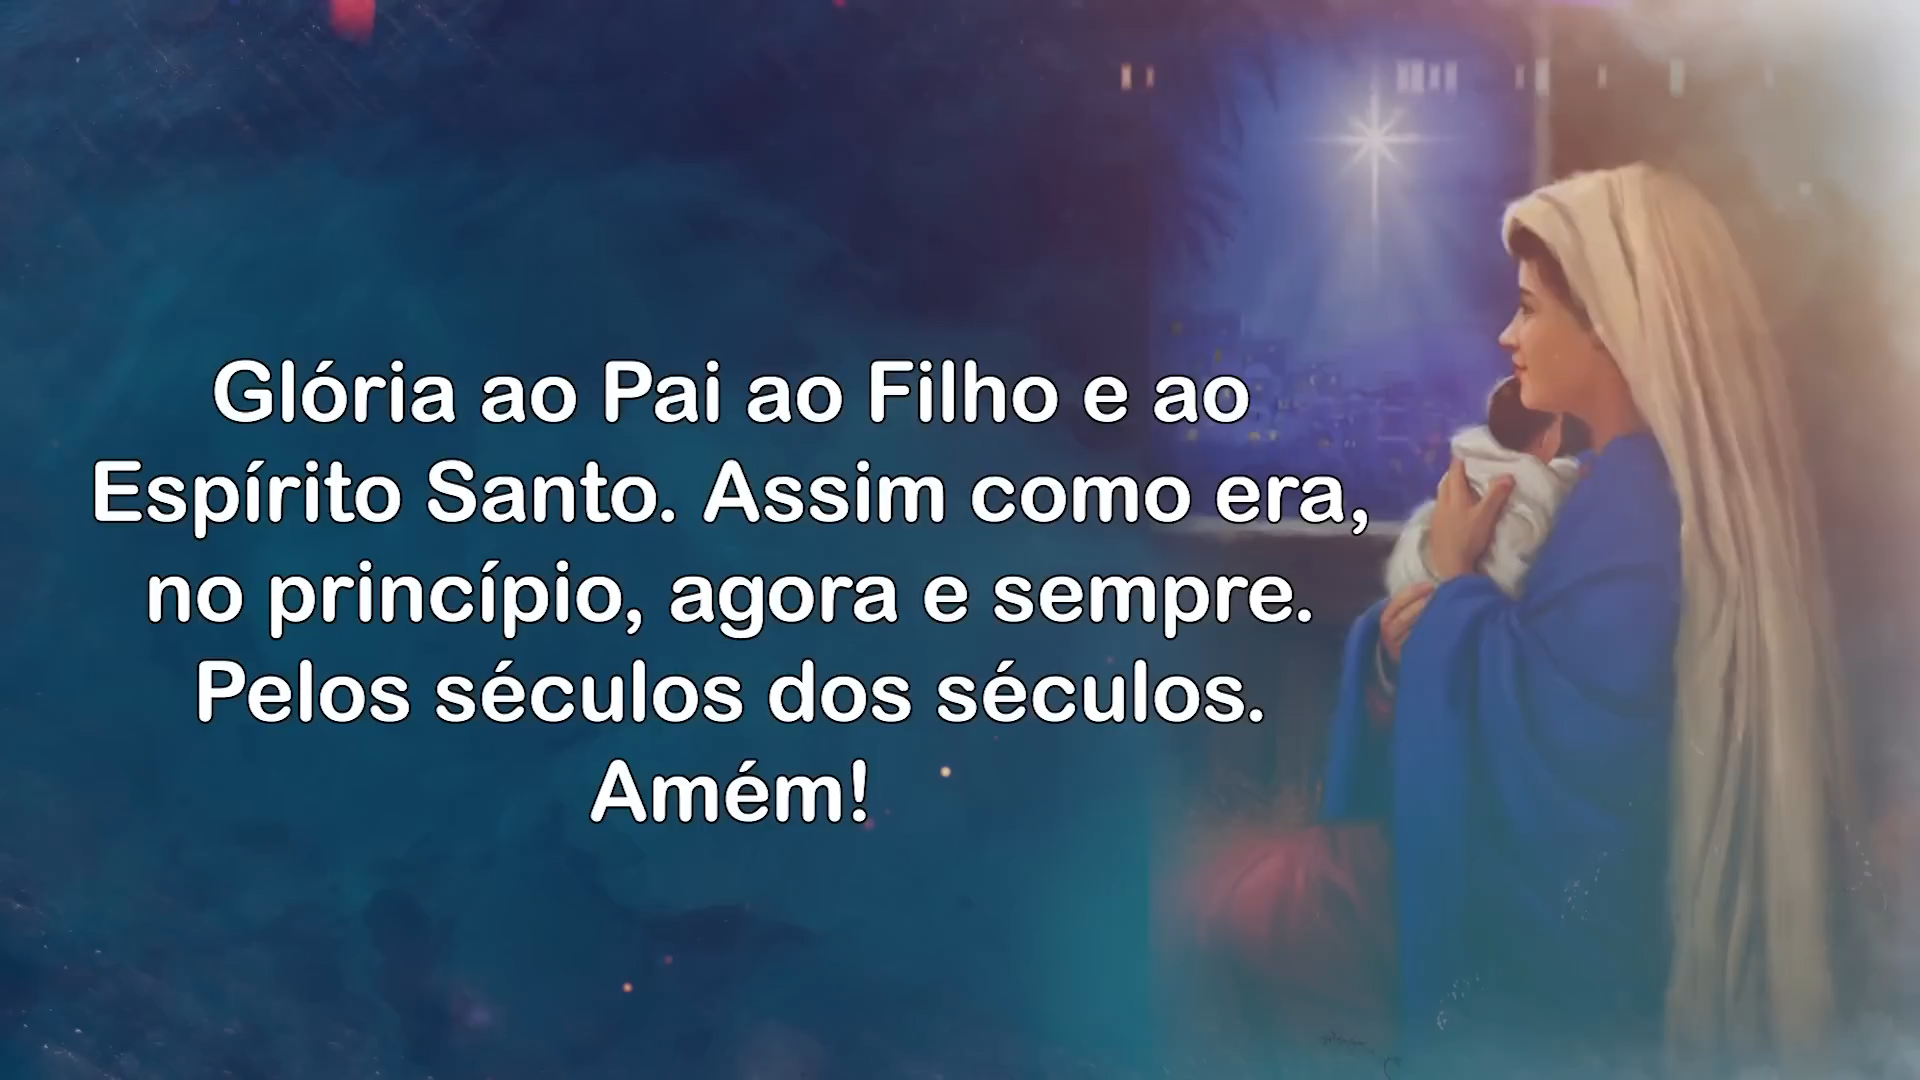 Glória ao Pai ao Filho e ao
Espírito Santo. Assim como era,
no princípio, agora e sempre.
Pelos séculos dos séculos.
Amém!